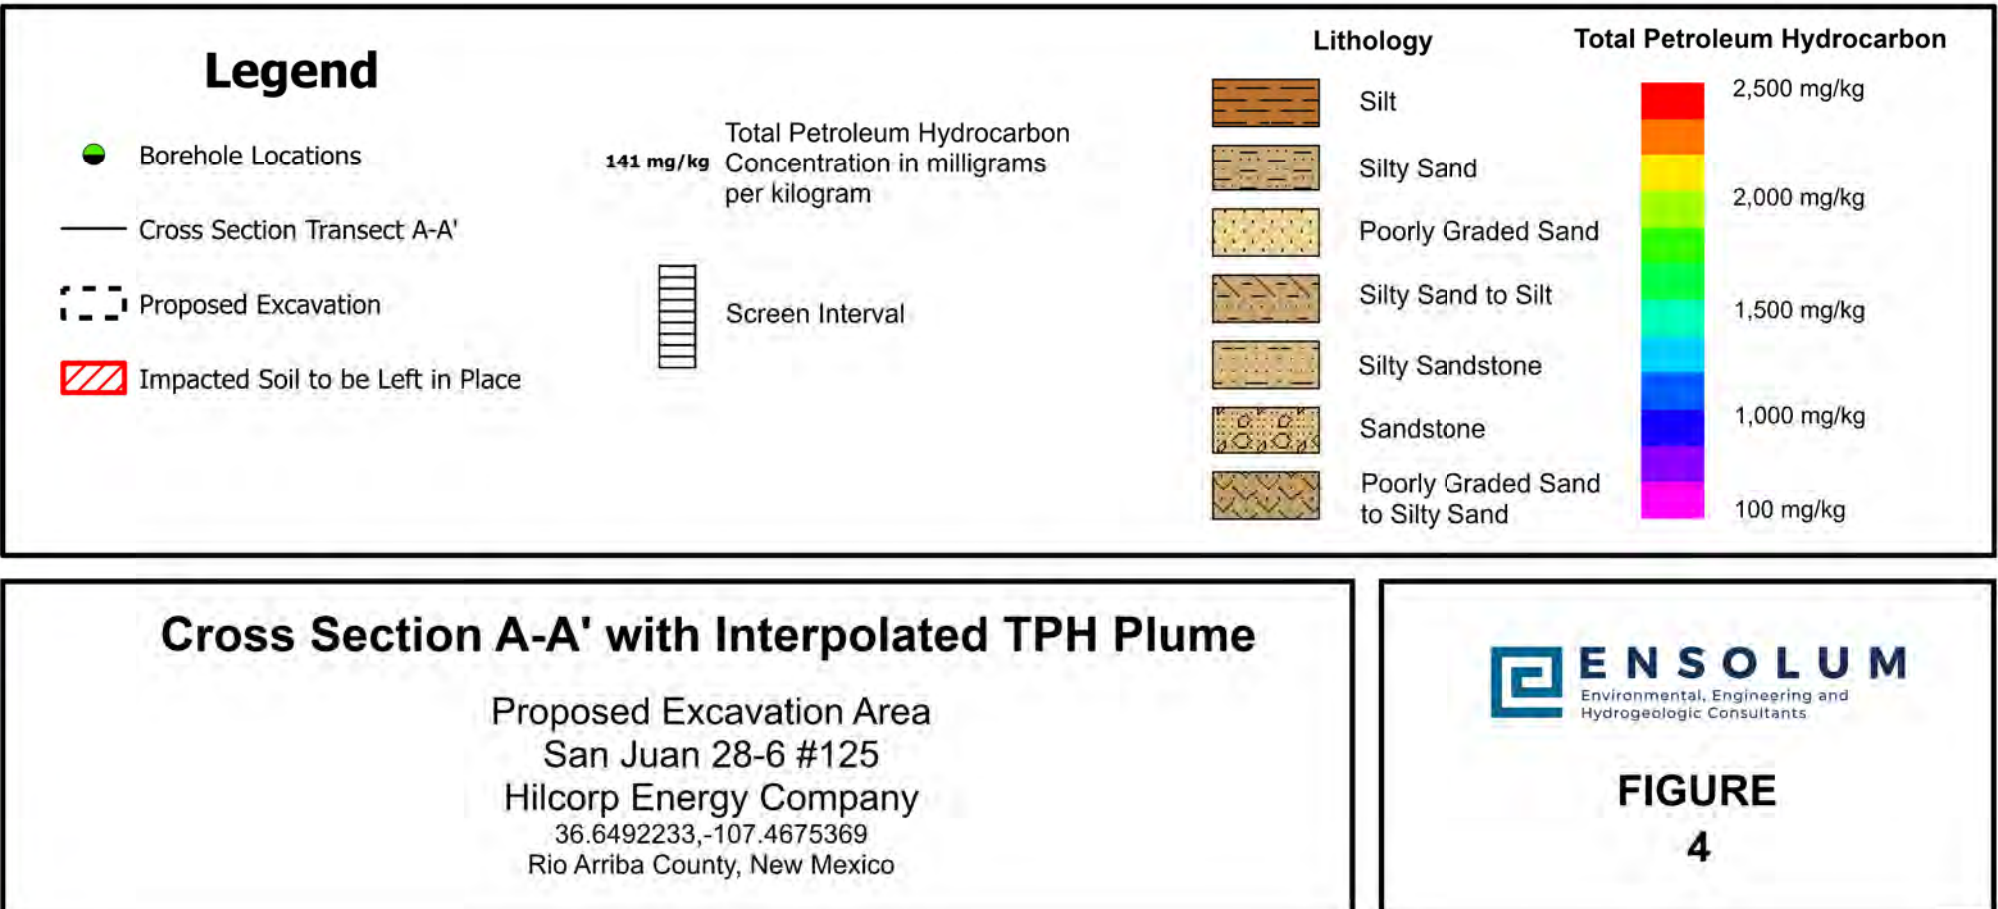 Legend
Borehole Locations
Cross Section Transect A-A'
Proposed Excavation
Impacted Soil to be Left in Place
141 mg/kg
Total Petroleum Hydrocarbon
Concentration in milligrams
per kilogram
Screen Interval
Lithology
Silt
Silty Sand
Poorly Graded Sand
Silty Sand to Silt
Silty Sandstone
Sandstone
Poorly Graded Sand
to Silty Sand
Total Petroleum Hydrocarbon
2,500 mg/kg
2,000 mg/kg
1,500 mg/kg
1,000 mg/kg
100 mg/kg
Cross Section A-A' with Interpolated TPH Plume
Proposed Excavation Area
San Juan 28-6 #125
Hilcorp Energy Company
36.6492233,-107.4675369
Rio Arriba County, New Mexico
ENSOLUM
Environmental, Engineering and
Hydrogeologic Consultants
FIGURE
4